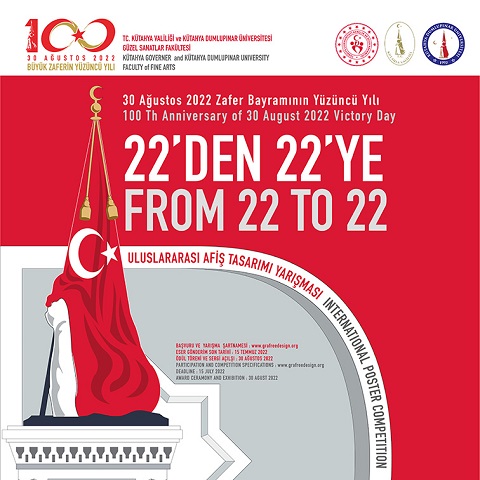 100
30 AĞUSTOS 2022
BÜYÜK ZAFERİN YÜZÜNCÜ YILI
TC. KÜTAHYA VALİLİĞİ ve KÜTAHYA DUMLUPINAR ÜNİVERSİTESİ
GÜZEL SANATLAR FAKÜLTESİ
KÜTAHYA GOVERNER and KÜTAHYA DUMLUPINAR UNIVERSITY
FACULTY of FINE ARTS
30 Ağustos 2022 Zafer Bayramının Yüzüncü Yılı
100 Th Anniversary of 30 August 2022 Victory Day
22'DEN 22'YE
FROM 22 TO 22
ULUSLARARASI AFİŞ TASARIMI YARIŞMASI INTERNATIONAL POSTER COMPETITION
BAŞVURU VE YARIŞMA ŞARTNAMESİ : www.grafreedesign.org
ESER GÖNDERİM SON TARİHİ : 15 TEMMUZ 2022
ÖDÜL TÖRENİ VE SERGİ AÇILIŞI : 30 AĞUSTOS 2022
PARTICIPATION AND COMPETITION SPECIFICATIONS : www.grafreedesign.org
DEADLINE : 15 JULY 2022
AWARD CERAMONY AND EXHIBITION : 30 AGUST 2022